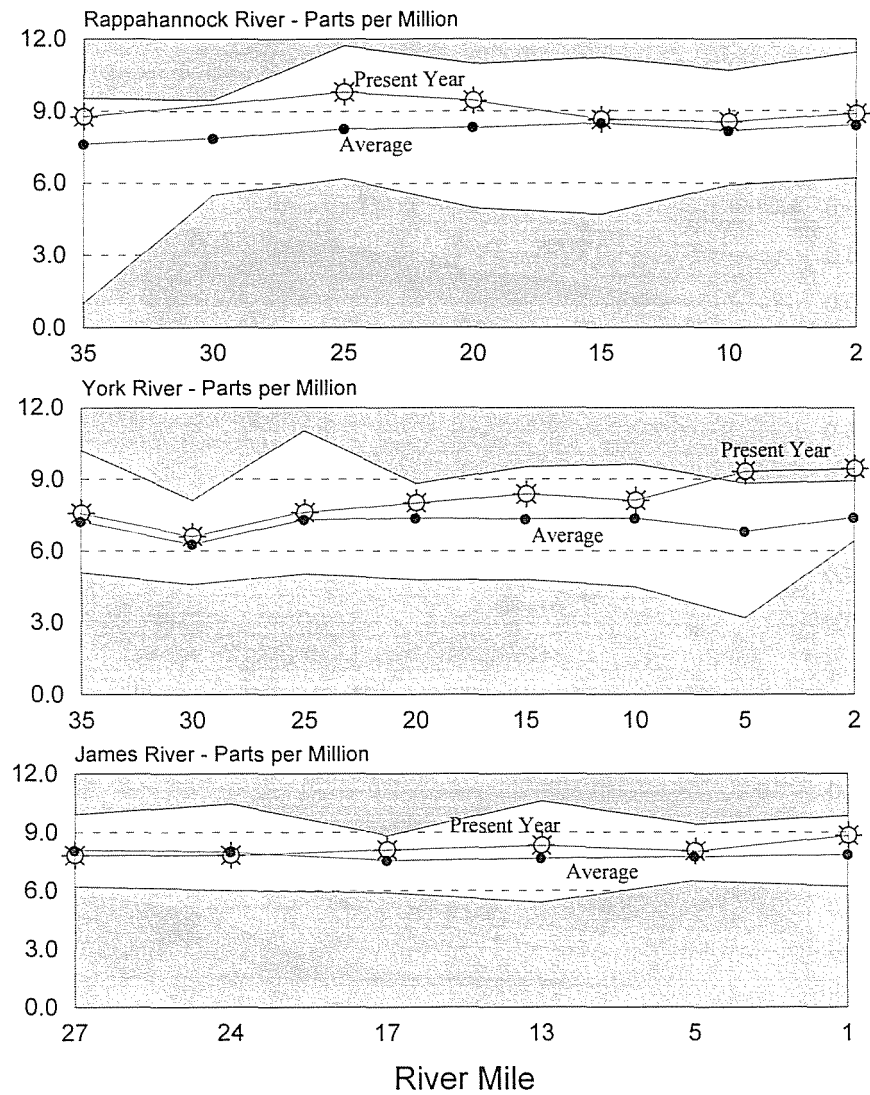 Rappahannock River - Parts per Million
12.0
Present Year
9.0
Average
6.0
3.0
0.0
35 30 25 20 15 10 2
York River - Parts per Million
12.0
Present Year
9.0
Average
6.0
3.0
0.0
35 30 25 20 15 10 5 2
James River - Parts per Million
12.0
9.0
Present Year
Average
6.0
3.0
0.0
27 24 17 13 5 1
River Mile